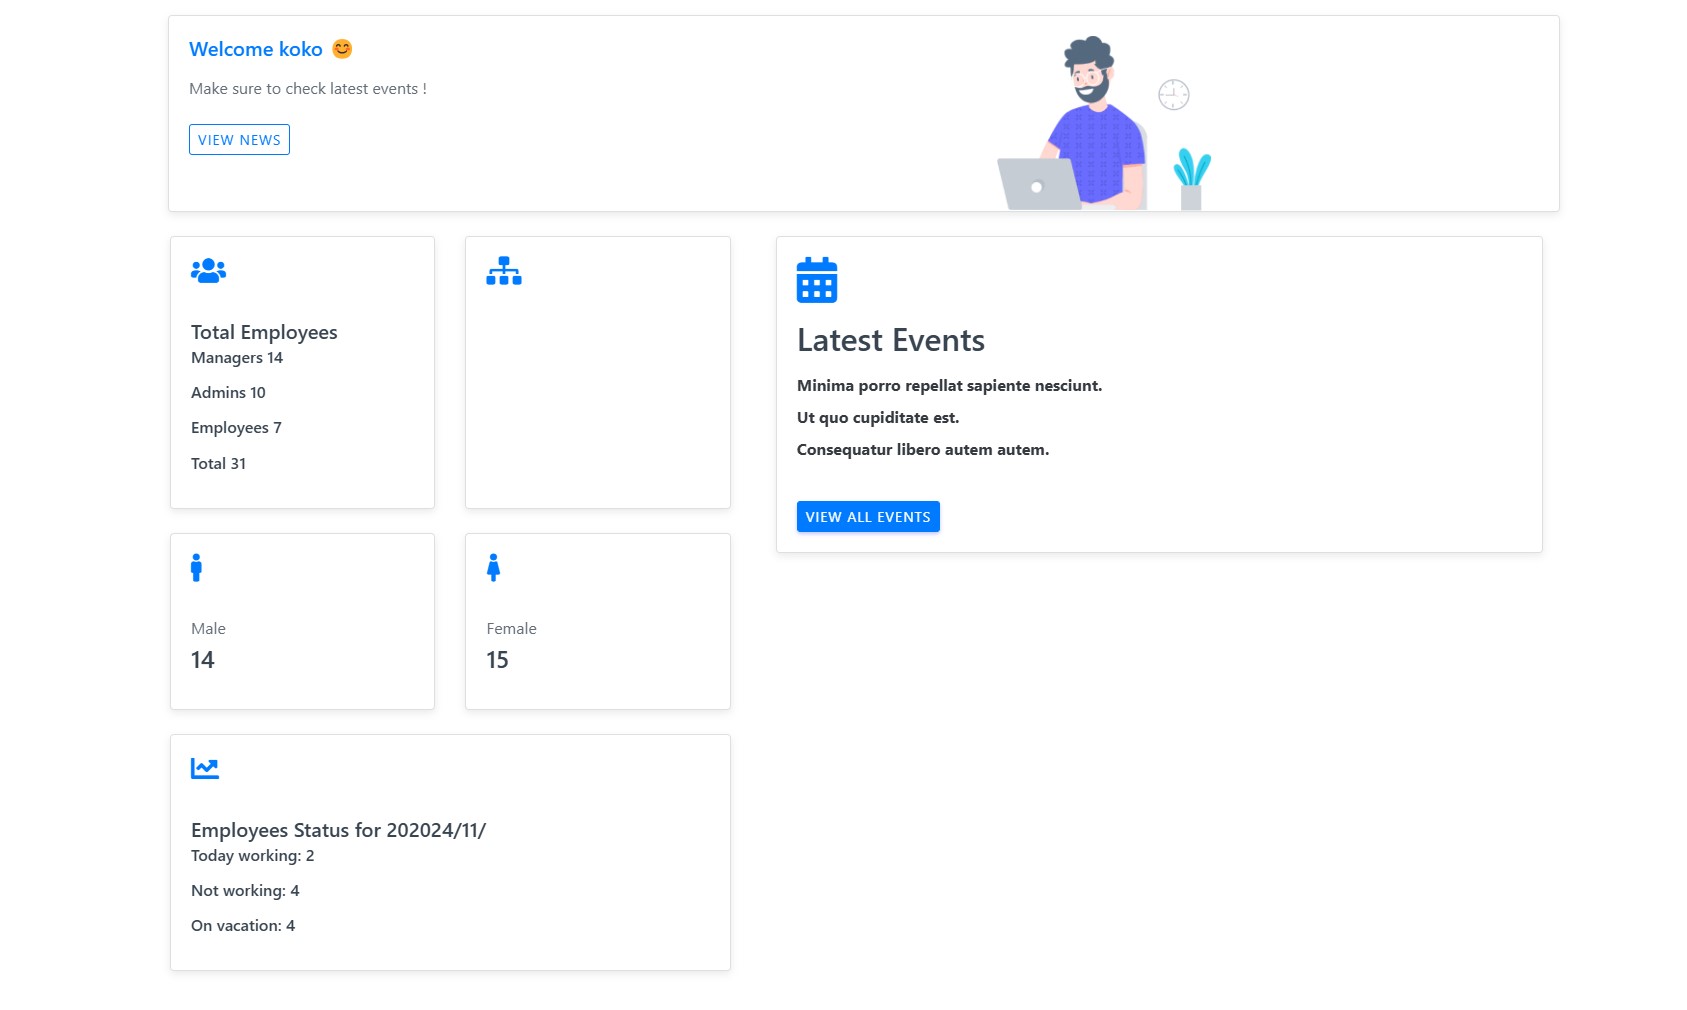 Welcome koko 😊
Make sure to check latest events !
VIEW NEWS
Total Employees
Managers 14
Admins 10
Employees 7
Total 31
Latest Events
Minima porro repellat sapiente nesciunt.
Ut quo cupiditate est.
Consequatur libero autem autem.
VIEW ALL EVENTS
Male
14
Female
15
Employees Status for 202024/11/
Today working: 2
Not working: 4
On vacation: 4